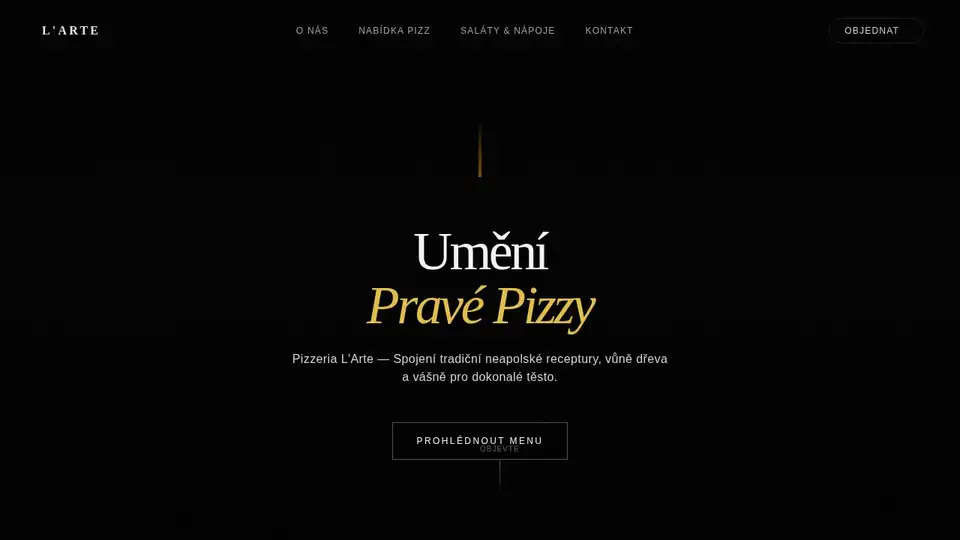 L'ARTE
O NÁS
NABÍDKA PIZZ
SALÁTY & NÁPOJE
KONTAKT
OBJEDNAT
Umění
Pravé Pizzy
Pizzeria L'Arte — Spojení tradiční neapolské receptury, vůně dřeva
a vášně pro dokonalé těsto.
PROHLÉDNOUT MENU
OBJEVTE